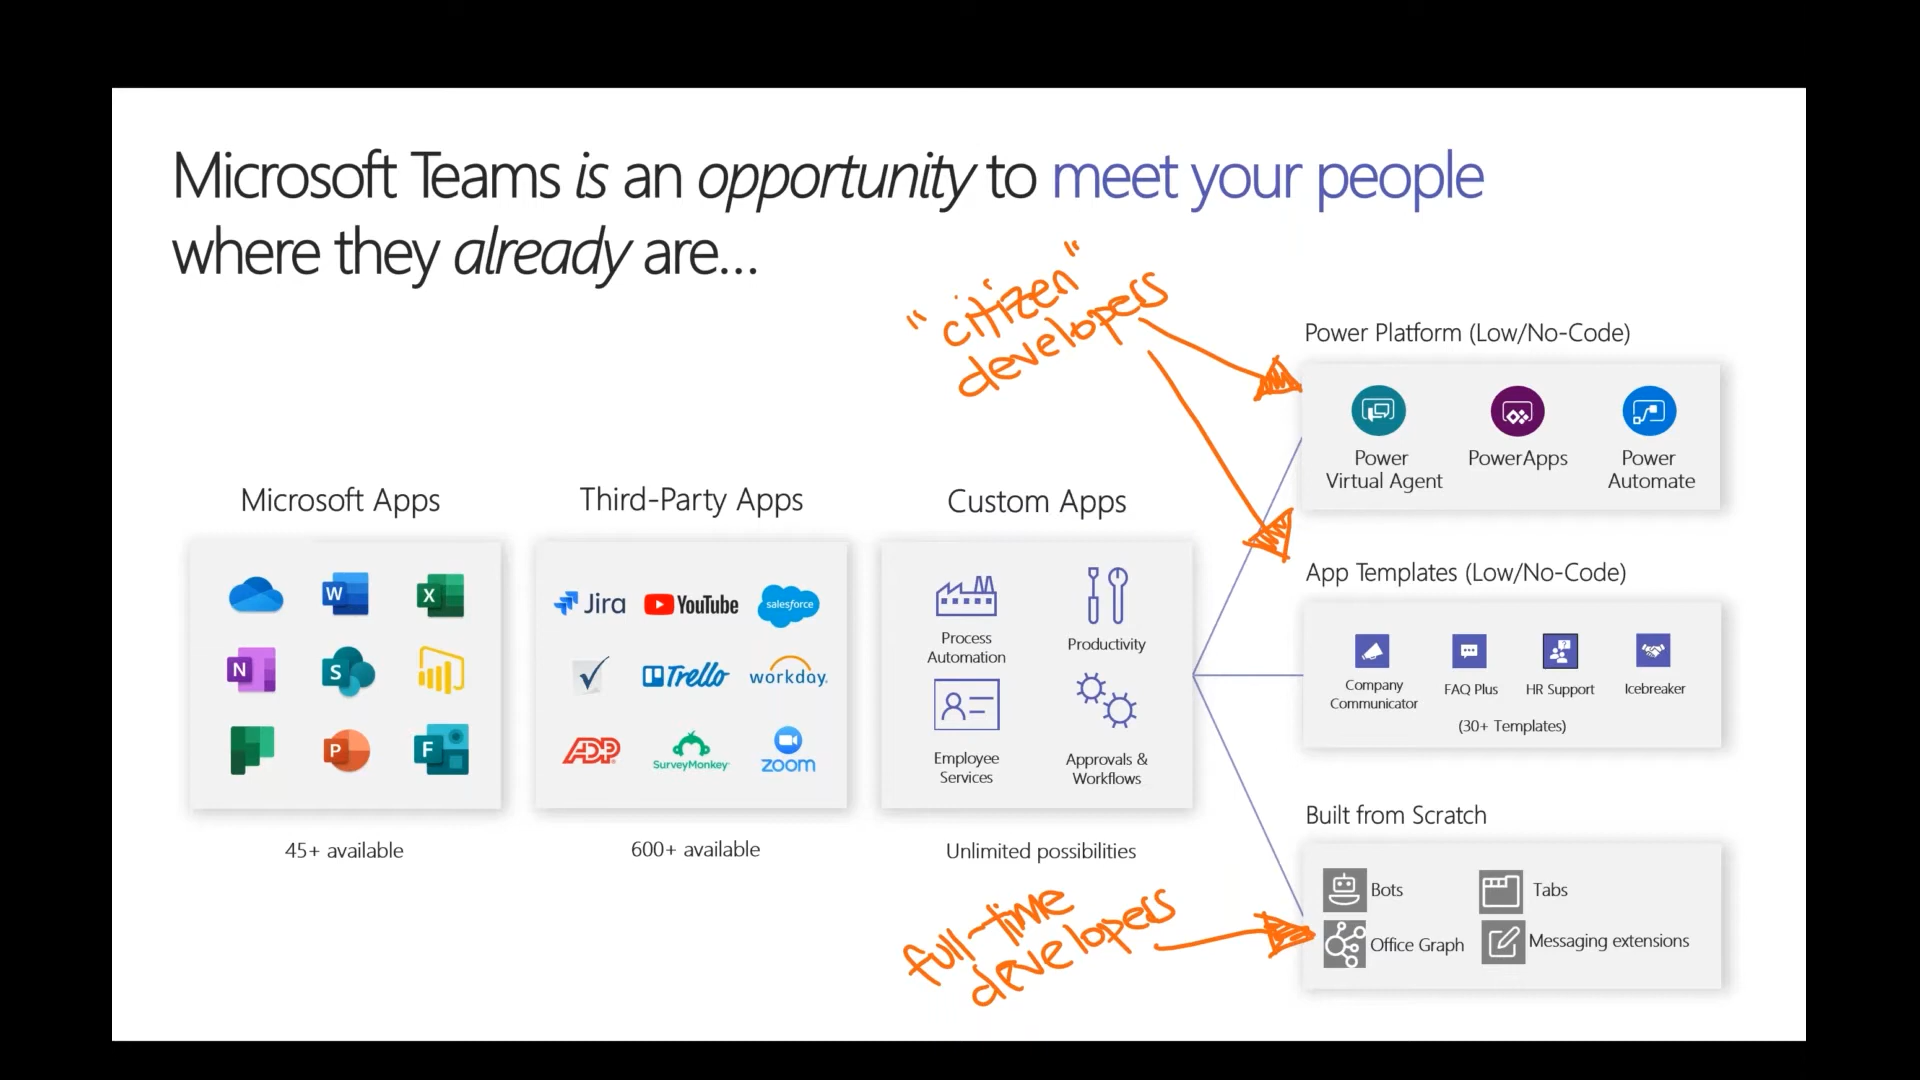 Microsoft Teams is an opportunity to meet your people
where they already are...
"citizen"
developers
Microsoft Apps
W
X
N
S
P
F
45+ available
Third-Party Apps
Jira
YouTube
salesforce
Trello
workday.
ADP
SurveyMonkey
zoom
600+ available
Custom Apps
Process
Automation
Productivity
Employee
Services
Approvals &
Workflows
Unlimited possibilities
full-time
developers
Power Platform (Low/No-Code)
Power
Virtual Agent
PowerApps
Power
Automate
App Templates (Low/No-Code)
Company
Communicator
FAQ Plus
HR Support
Icebreaker
(30+ Templates)
Built from Scratch
Bots
Tabs
Office Graph
Messaging extensions